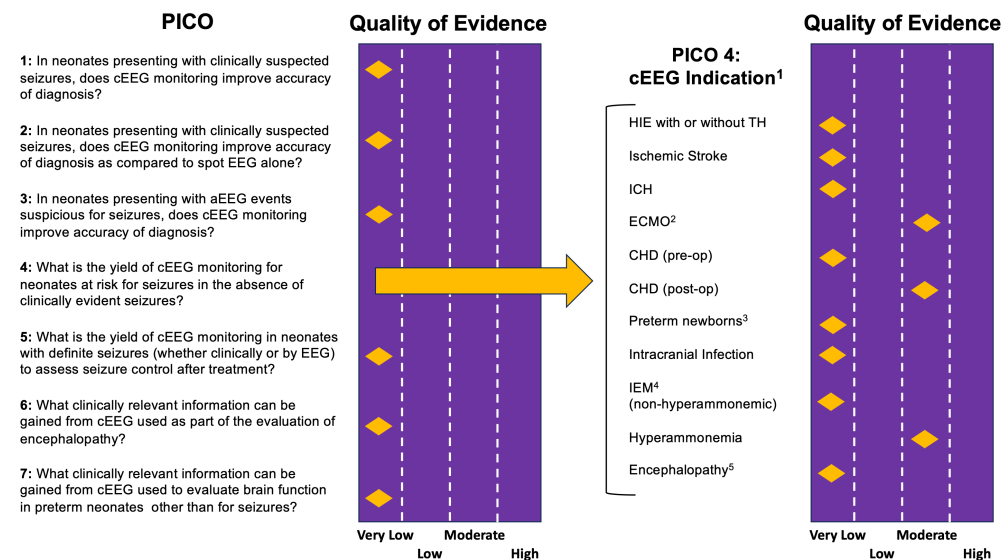 PICO
Quality of Evidence
1: In neonates presenting with clinically suspected
seizures, does cEEG monitoring improve accuracy
of diagnosis?
2: In neonates presenting with clinically suspected
seizures, does cEEG monitoring improve accuracy
of diagnosis as compared to spot EEG alone?
3: In neonates presenting with aEEG events
suspicious for seizures, does cEEG monitoring
improve accuracy of diagnosis?
4: What is the yield of cEEG monitoring for
neonates at risk for seizures in the absence of
clinically evident seizures?
5: What is the yield of cEEG monitoring in neonates
with definite seizures (whether clinically or by EEG)
to assess seizure control after treatment?
6: What clinically relevant information can be
gained from cEEG used as part of the evaluation of
encephalopathy?
7: What clinically relevant information can be
gained from cEEG used to evaluate brain function
in preterm neonates other than for seizures?
Very Low
Low
Moderate
High
PICO 4:
cEEG Indication¹
Quality of Evidence
HIE with or without TH
Ischemic Stroke
ICH
ECMO²
CHD (pre-op)
CHD (post-op)
Preterm newborns³
Intracranial Infection
IEM⁴
(non-hyperammonemic)
Hyperammonemia
Encephalopathy⁵
Very Low
Low
Moderate
High